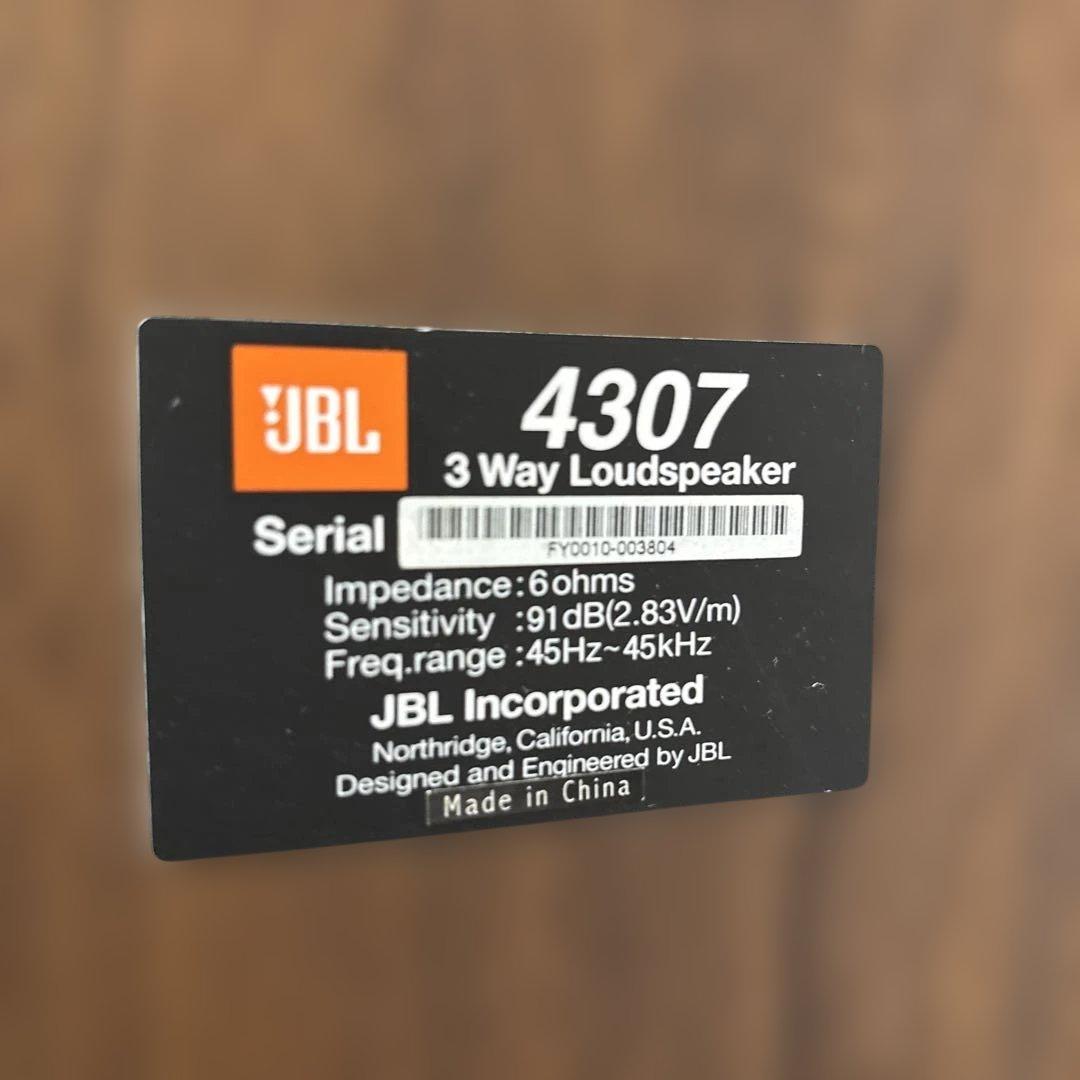 JBL
4307
3 Way Loudspeaker
Serial
FY0010-003804
Impedance:6ohms
Sensitivity :91dB(2.83V/m)
Freq.range :45Hz~45kHz
JBL Incorporated
Northridge, California, U.S.A.
Designed and Engineered by JBL
Made in China